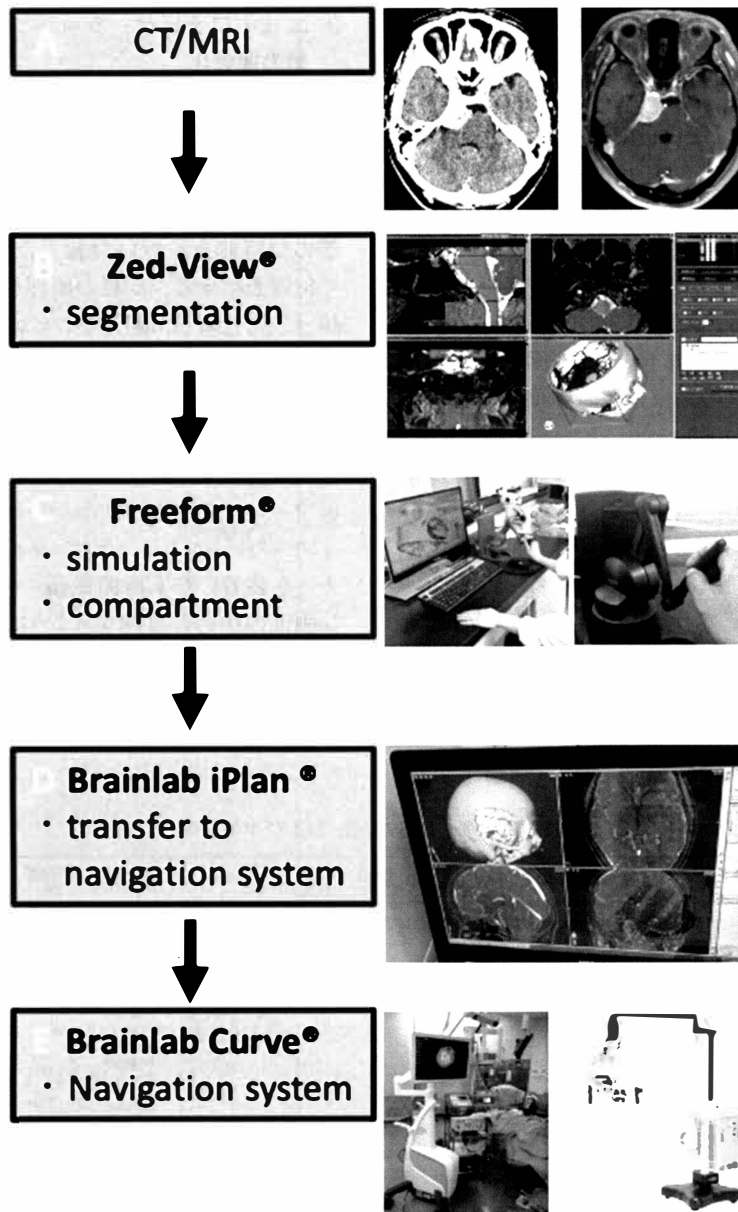 A
CT/MRI
B
Zed-View®
· segmentation
C
Freeform®
· simulation
· compartment
D
Brainlab iPlan ®
· transfer to
navigation system
E
Brainlab Curve®
· Navigation system